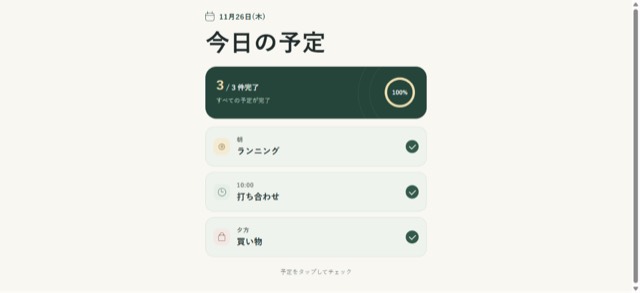 11月26日(木)
今日の予定
3 / 3 件完了
すべての予定が完了
100%
朝
ランニング
10:00
打ち合わせ
夕方
買い物
予定をタップしてチェック